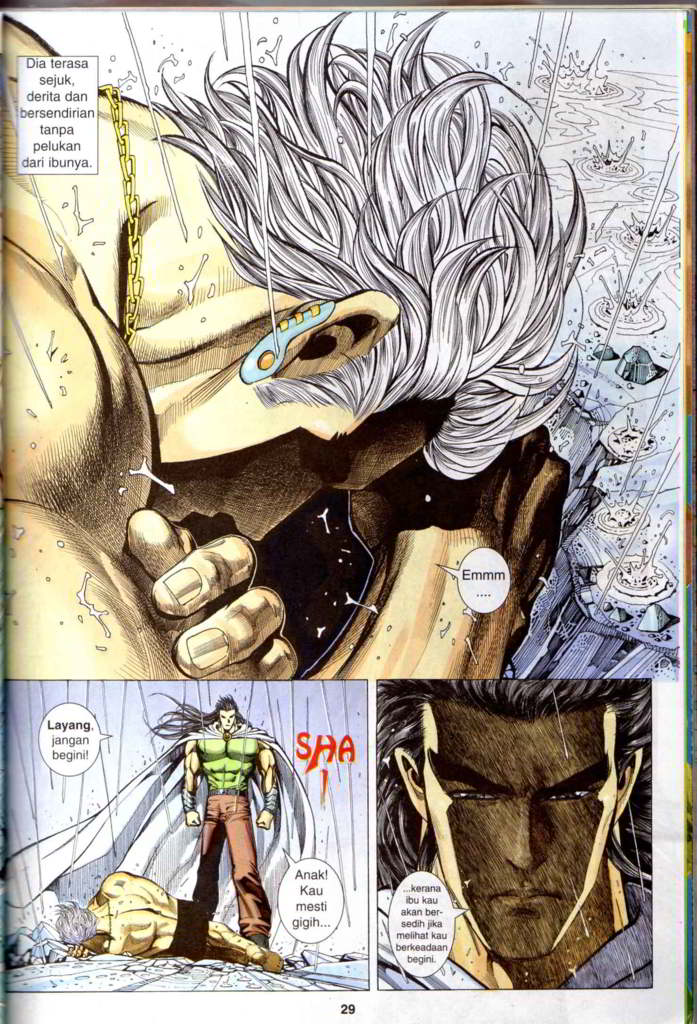 Dia terasa
sejuk,
derita dan
bersendirian
tanpa
pelukan
dari ibunya.
Emmm
....
Layang,
jangan
begini!
SHA
!
Anak!
Kau
mesti
gigih...
...kerana
ibu kau
akan ber-
sedih jika
melihat kau
berkeadaan
begini.
29